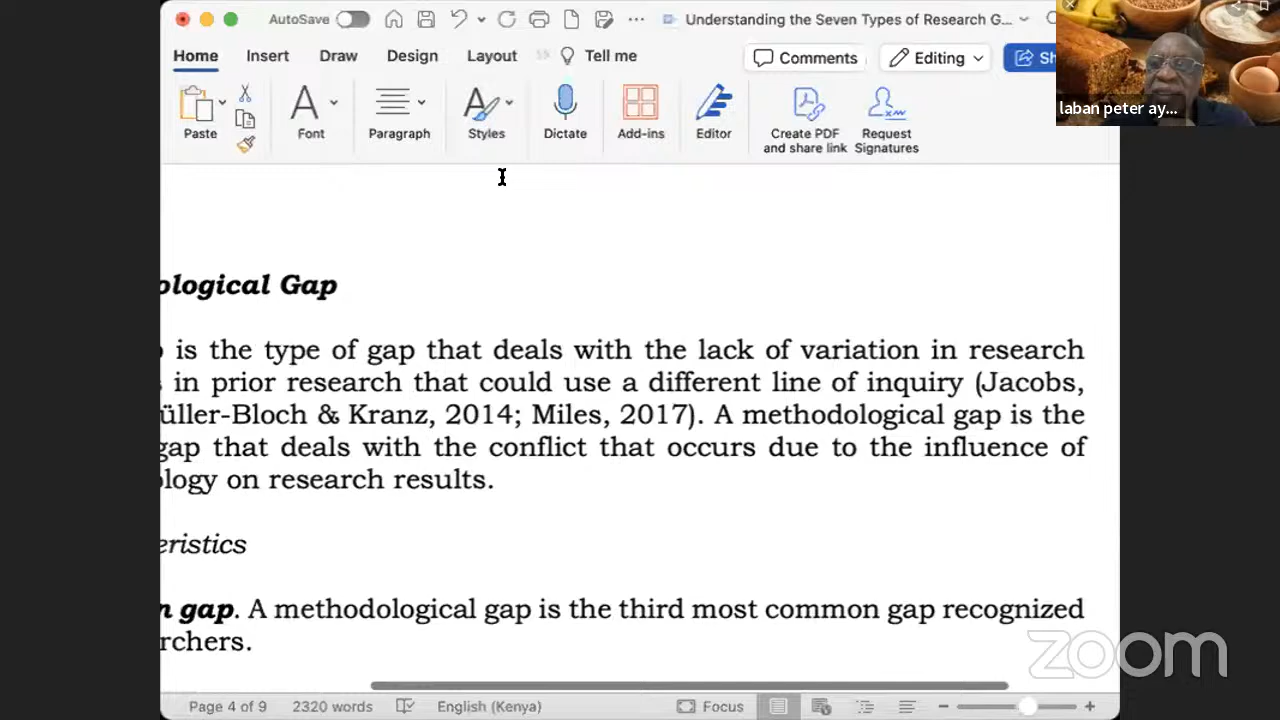 AutoSave
Understanding the Seven Types of Research G...
Home Insert Draw Design Layout Tell me Comments Editing Sh
laban peter ay...
Paste Font Paragraph Styles Dictate Add-ins Editor Create PDF and share link Request Signatures
ological Gap
is the type of gap that deals with the lack of variation in research
in prior research that could use a different line of inquiry (Jacobs,
üller-Bloch & Kranz, 2014; Miles, 2017). A methodological gap is the
gap that deals with the conflict that occurs due to the influence of
logy on research results.
eristics
n gap. A methodological gap is the third most common gap recognized
rchers.
zoom
Page 4 of 9 2320 words English (Kenya) Focus